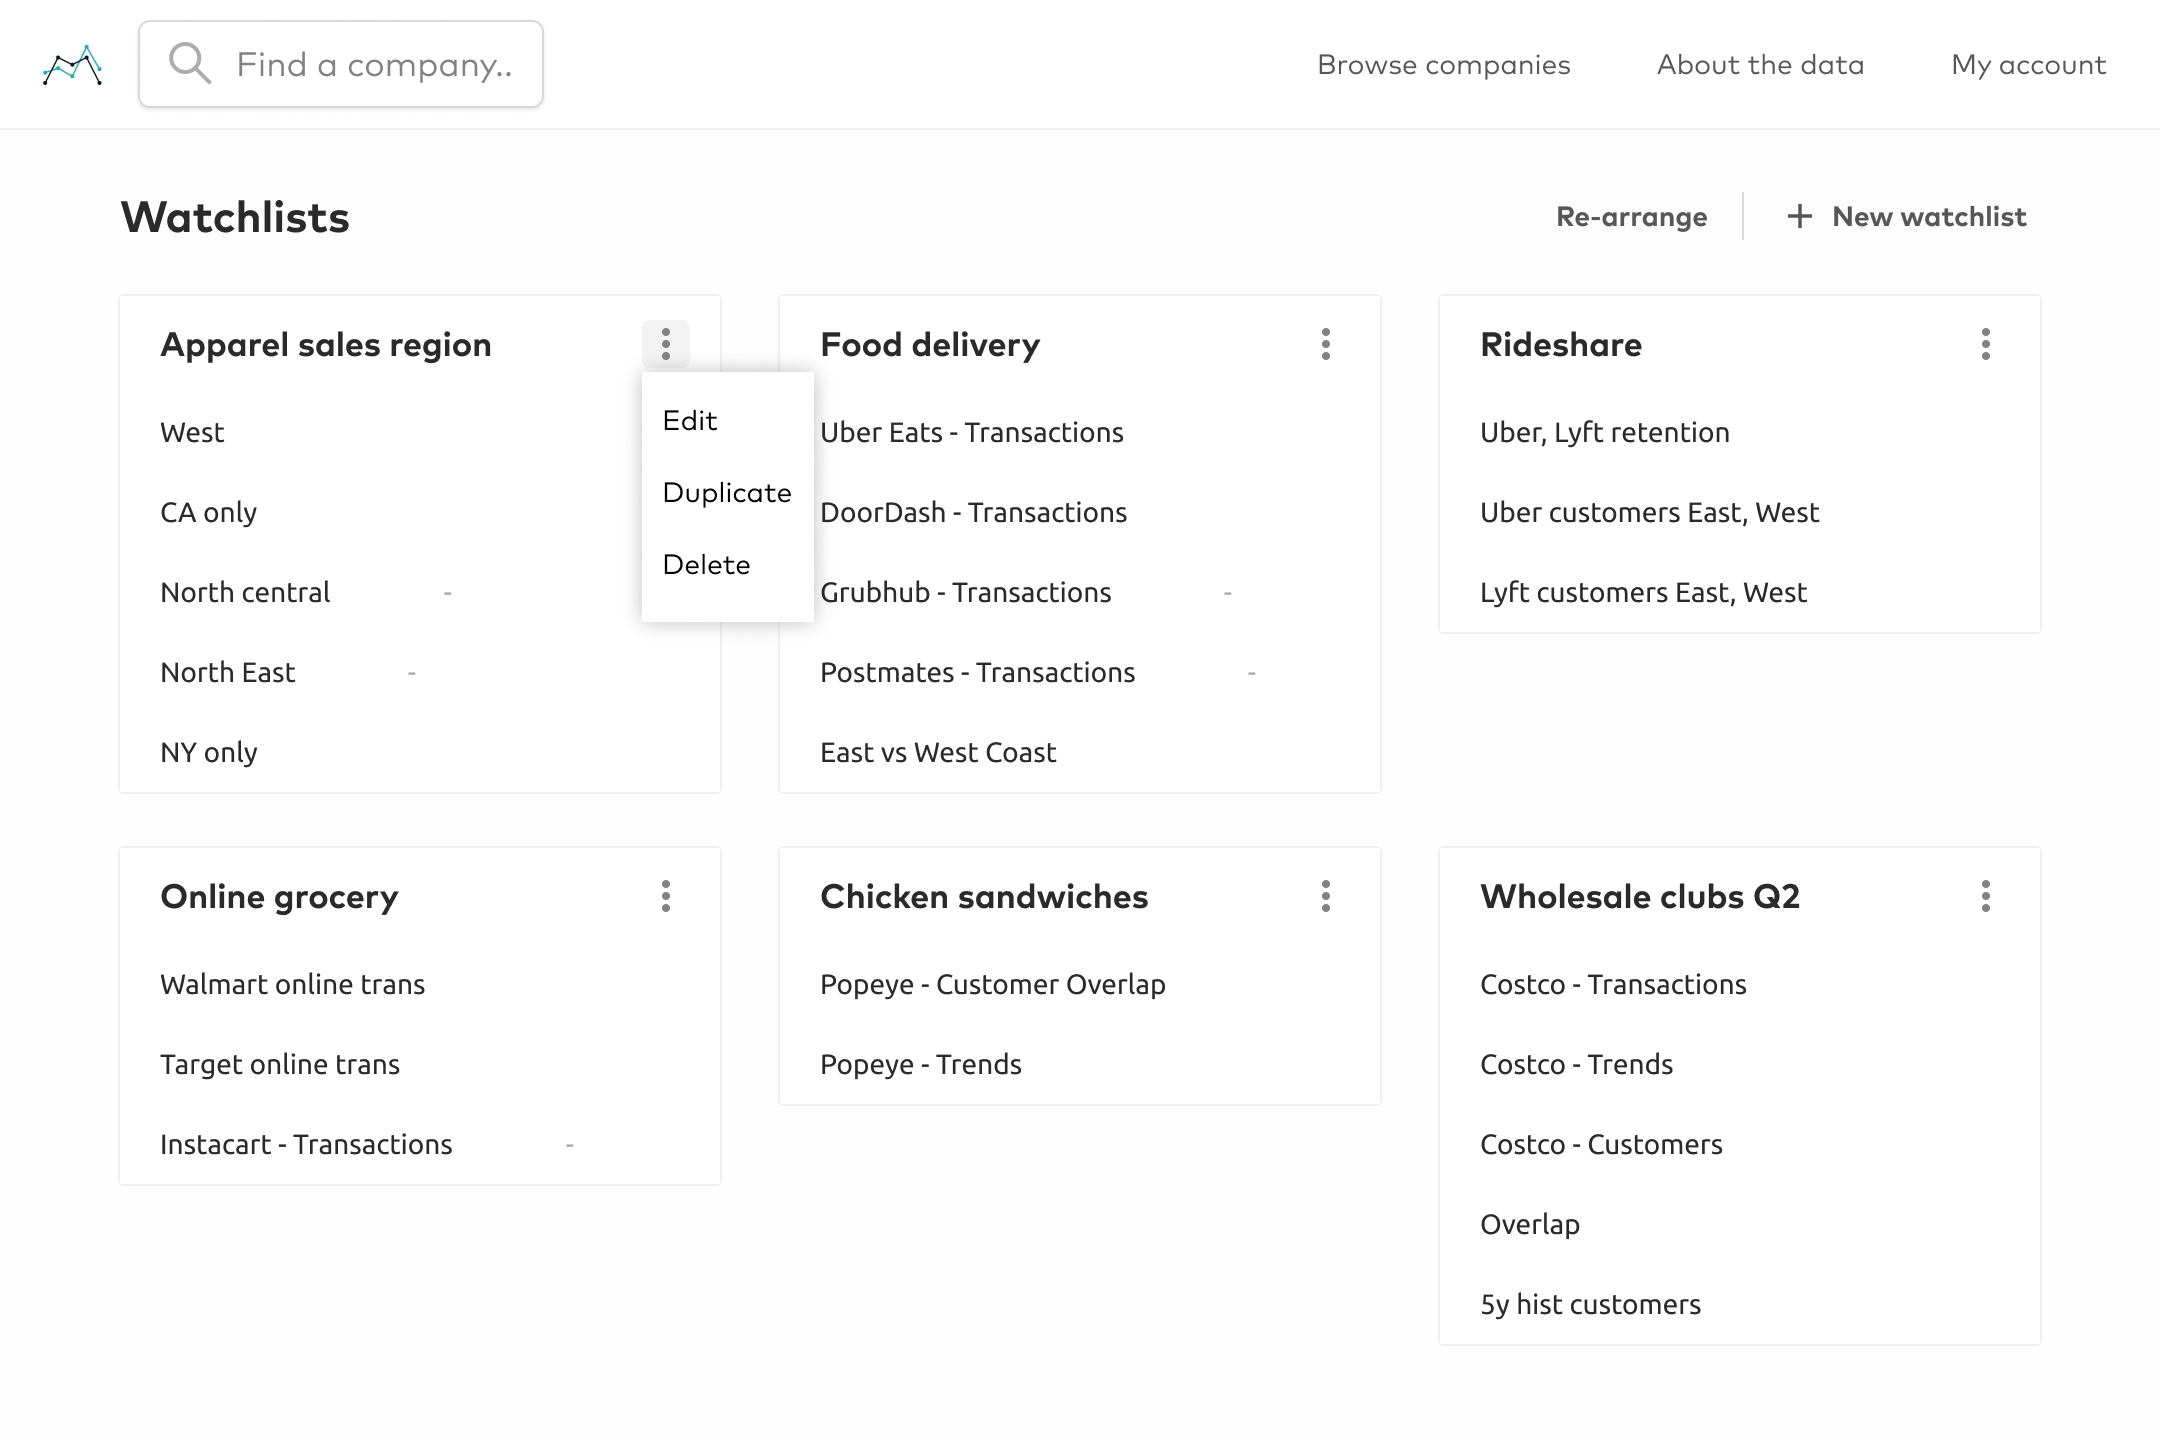 Find a company..
Browse companies
About the data
My account
Watchlists
Re-arrange
+ New watchlist
Apparel sales region
West
CA only
North central -
North East -
NY only
Edit
Duplicate
Delete
Food delivery
Uber Eats - Transactions
DoorDash - Transactions
Grubhub - Transactions -
Postmates - Transactions -
East vs West Coast
Rideshare
Uber, Lyft retention
Uber customers East, West
Lyft customers East, West
Online grocery
Walmart online trans
Target online trans
Instacart - Transactions -
Chicken sandwiches
Popeye - Customer Overlap
Popeye - Trends
Wholesale clubs Q2
Costco - Transactions
Costco - Trends
Costco - Customers
Overlap
5y hist customers